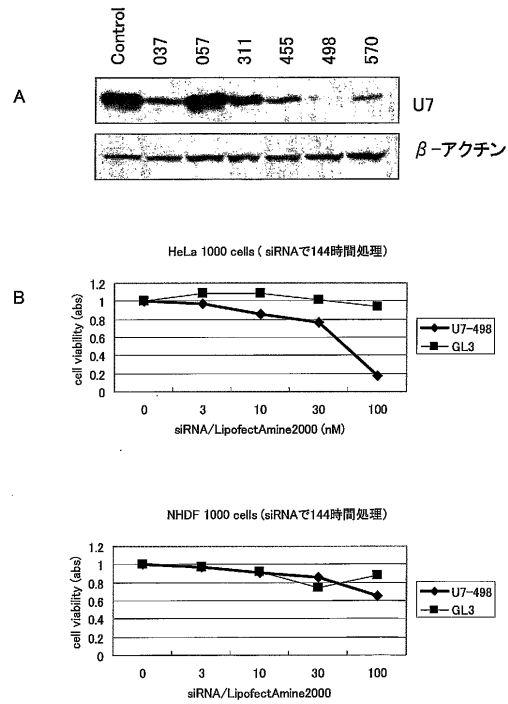 Control 037 057 311 455 498 570
A
U7
β-アクチン
HeLa 1000 cells ( siRNAで144時間処理)
B
cell viability (abs)
1.2
1
0.8
0.6
0.4
0.2
0
0 3 10 30 100
siRNA/LipofectAmine2000 (nM)
U7-498
GL3
NHDF 1000 cells (siRNAで144時間処理)
cell viability (abs)
1.2
1
0.8
0.6
0.4
0.2
0
0 3 10 30 100
siRNA/LipofectAmine2000
U7-498
GL3